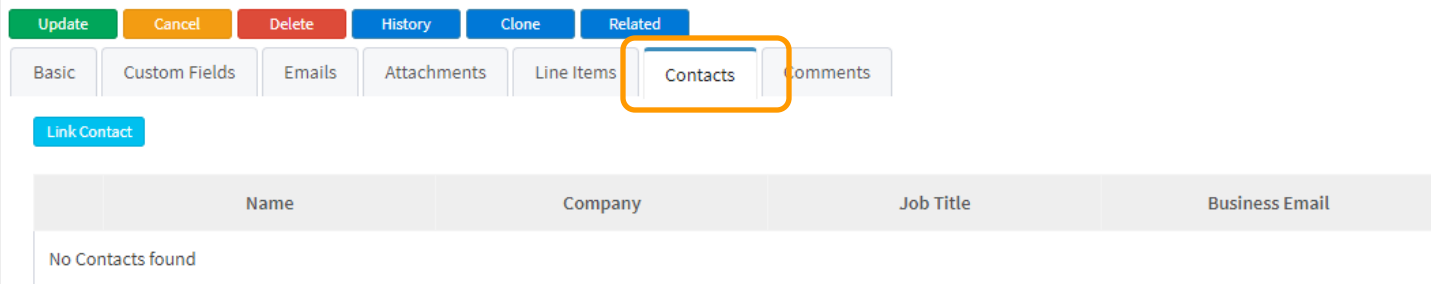 Update Cancel Delete History Clone Related
Basic Custom Fields Emails Attachments Line Items Contacts Comments
Link Contact
Name Company Job Title Business Email
No Contacts found